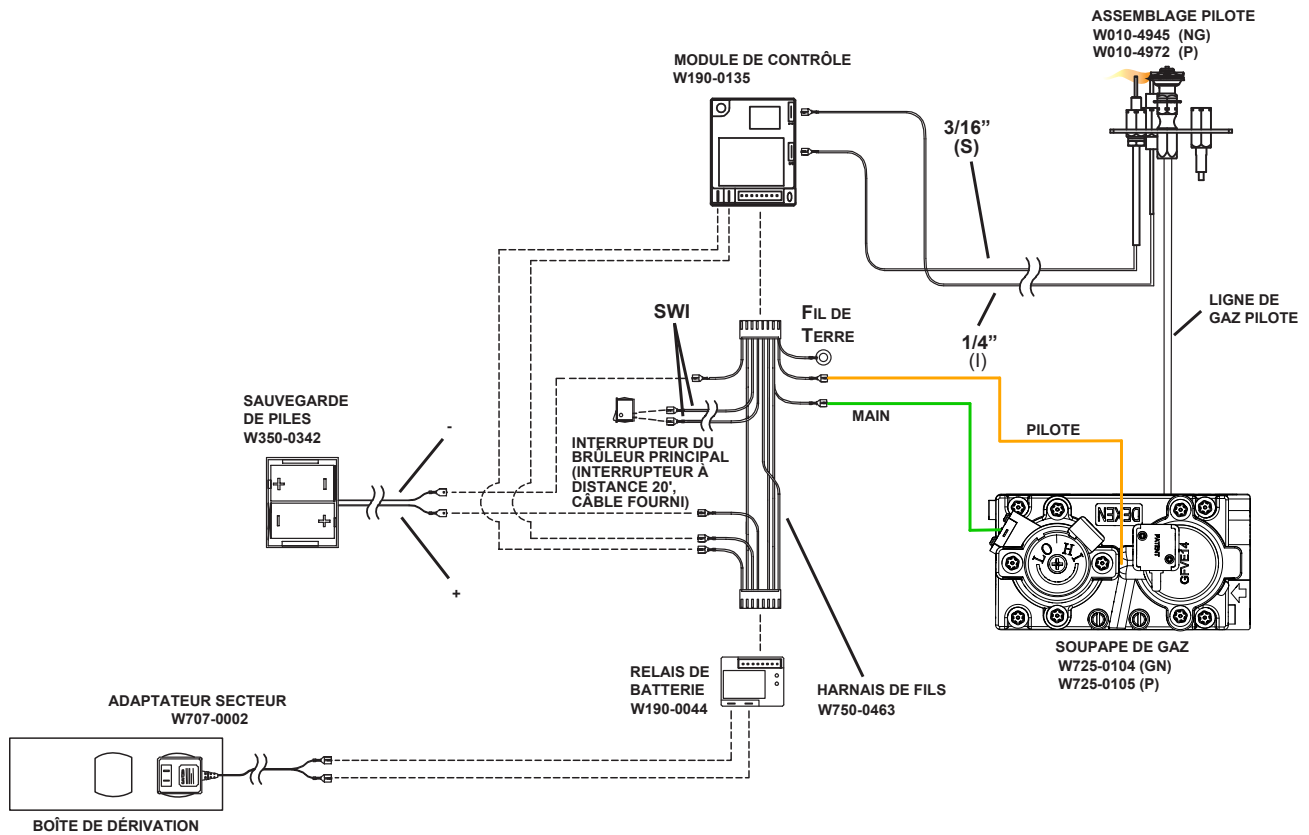 ASSEMBLAGE PILOTE
W010-4945 (NG)
W010-4972 (P)
MODULE DE CONTRÔLE
W190-0135
3/16”
(S)
LIGNE DE
GAZ PILOTE
SWI
FIL DE
TERRE
1/4”
(I)
MAIN
PILOTE
SAUVEGARDE
DE PILES
W350-0342
-
+ -
- +
+
INTERRUPTEUR DU
BRÛLEUR PRINCIPAL
(INTERRUPTEUR À
DISTANCE 20',
CÂBLE FOURNI)
DEXEN
PATENT
LO HI
GFVE14
SOUPAPE DE GAZ
W725-0104 (GN)
W725-0105 (P)
RELAIS DE
BATTERIE
W190-0044
HARNAIS DE FILS
W750-0463
ADAPTATEUR SECTEUR
W707-0002
BOÎTE DE DÉRIVATION